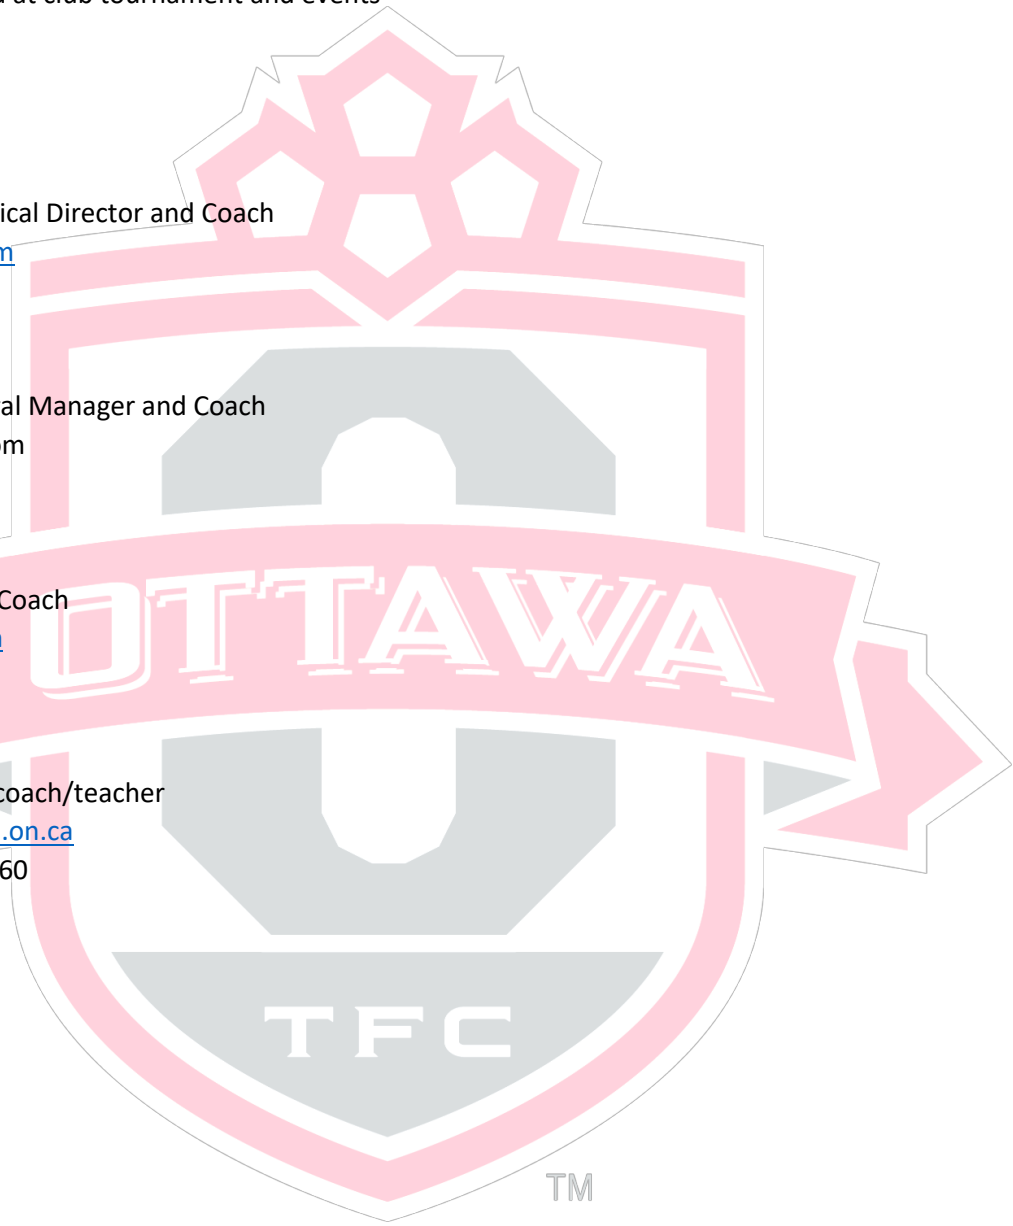 at club tournament and events
ical Director and Coach
m
al Manager and Coach
om
Coach
OTTAWA
coach/teacher
.on.ca
60
TFC
TM